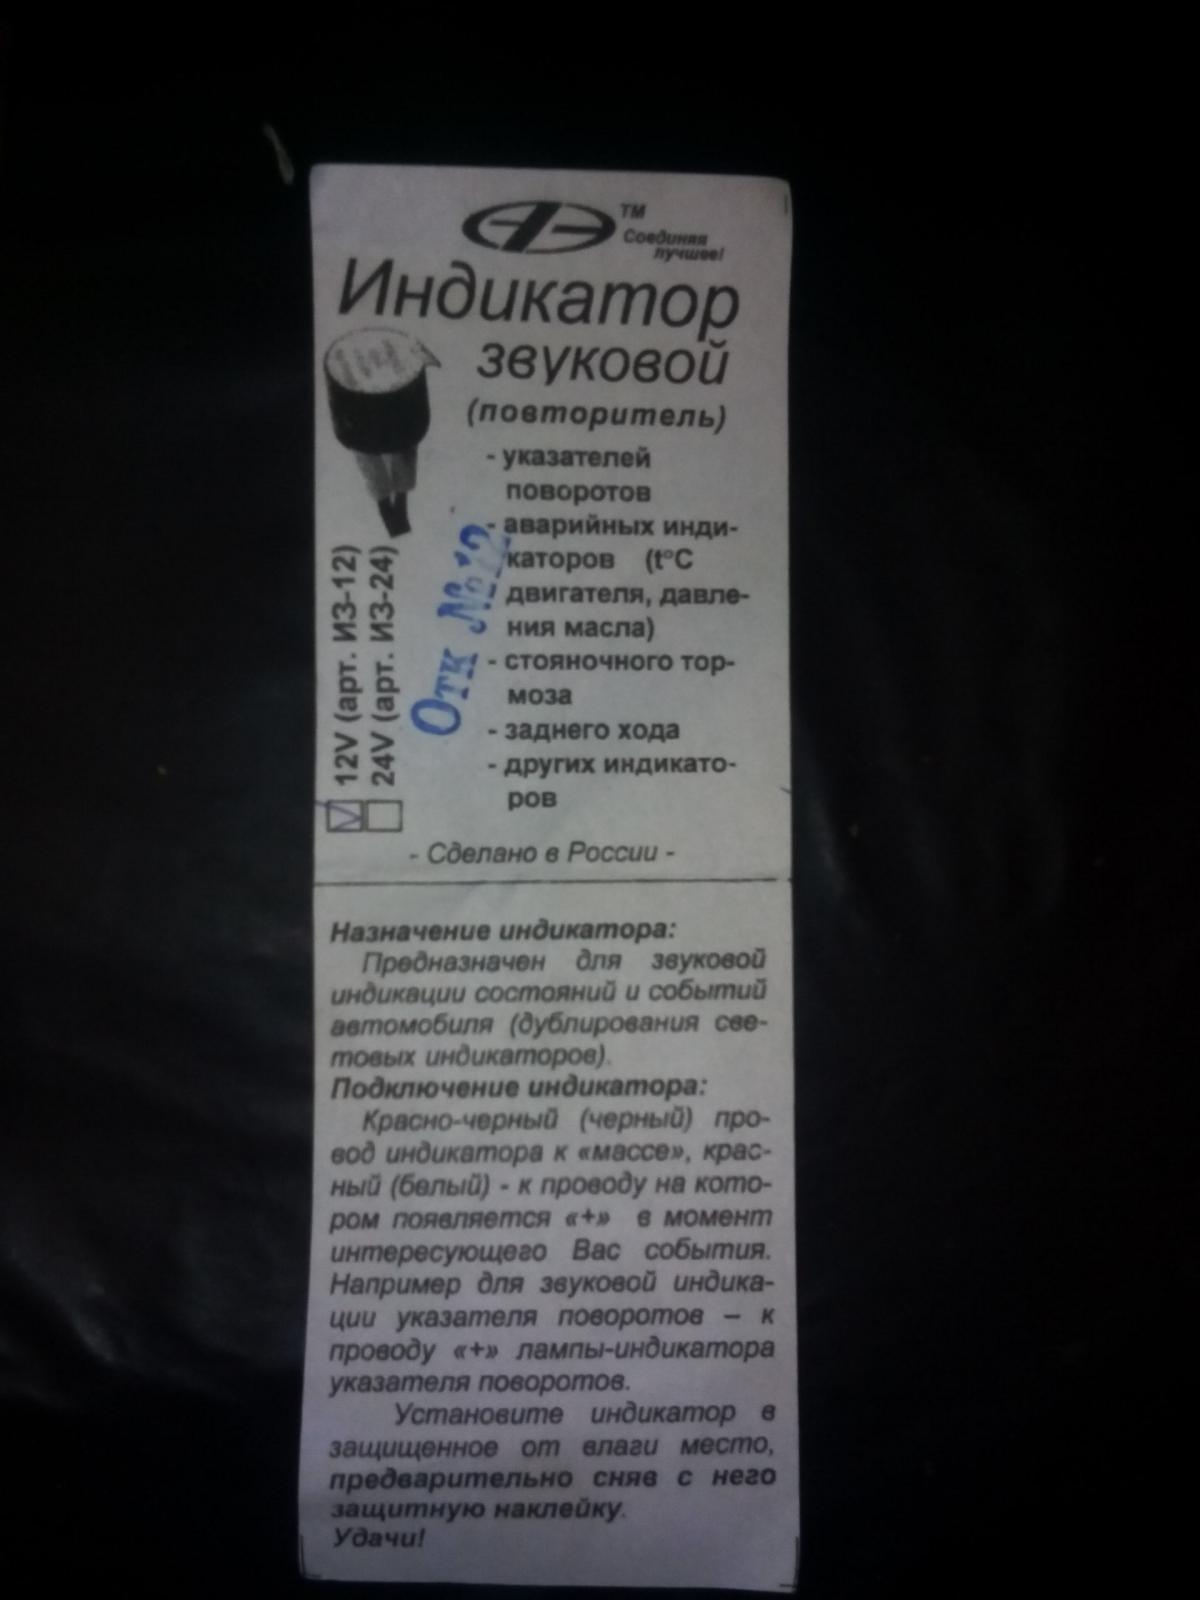 TM
Соединяя
лучшее!
Индикатор
звуковой
(повторитель)
- указателей
поворотов
- аварийных инди-
каторов (t°C
двигателя, давле-
ния масла)
- стояночного тор-
моза
- заднего хода
- других индикато-
ров
12V (арт. ИЗ-12)
24V (арт. ИЗ-24)
Отк №12
- Сделано в России -
Назначение индикатора:
Предназначен для звуковой
индикации состояний и событий
автомобиля (дублирования све-
товых индикаторов).
Подключение индикатора:
Красно-черный (черный) про-
вод индикатора к «массе», крас-
ный (белый) - к проводу на кото-
ром появляется «+» в момент
интересующего Вас события.
Например для звуковой индика-
ции указателя поворотов – к
проводу «+» лампы-индикатора
указателя поворотов.
Установите индикатор в
защищенное от влаги место,
предварительно сняв с него
защитную наклейку.
Удачи!